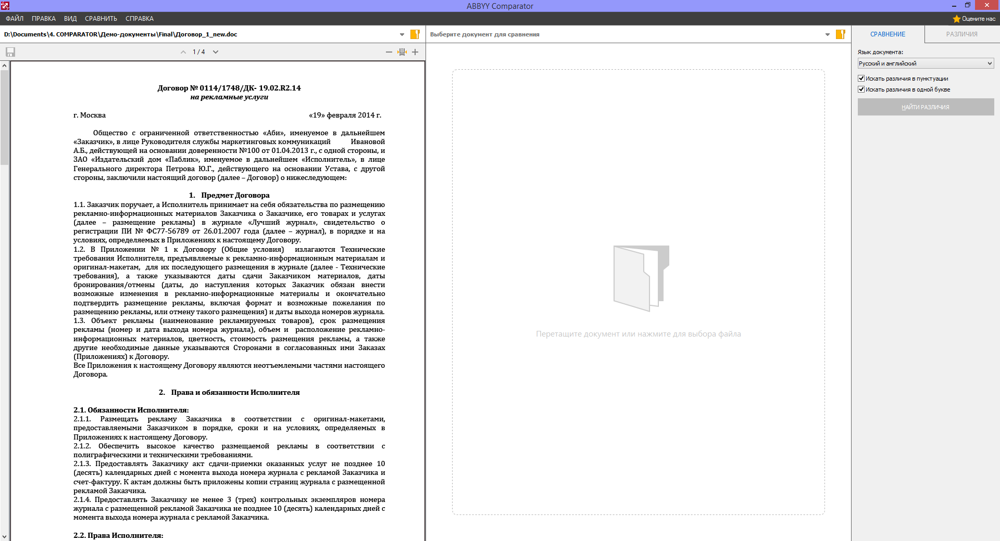 ABBYY Comparator
ФАЙЛ ПРАВКА ВИД СРАВНИТЬ СПРАВКА
Оцените нас
D:\Documents\4. COMPARATOR\Демо-документы\Final\Договор_1_new.doc
1 / 4
Договор № 0114/1748/ДК- 19.02.R2.14
на рекламные услуги
г. Москва «19» февраля 2014 г.
Общество с ограниченной ответственностью «Аби», именуемое в дальнейшем
«Заказчик», в лице Руководителя службы маркетинговых коммуникаций Ивановой
А.Б., действующей на основании доверенности №100 от 01.04.2013 г., с одной стороны, и
ЗАО «Издательский дом «Паблик», именуемое в дальнейшем «Исполнитель», в лице
Генерального директора Петрова Ю.Г., действующего на основании Устава, с другой
стороны, заключили настоящий договор (далее – Договор) о нижеследующем:
1. Предмет Договора
1.1. Заказчик поручает, а Исполнитель принимает на себя обязательства по размещению
рекламно-информационных материалов Заказчика о Заказчике, его товарах и услугах
(далее – размещение рекламы) в журнале «Лучший журнал», свидетельство о
регистрации ПИ № ФС77-56789 от 26.01.2007 года (далее – журнал), в порядке и на
условиях, определяемых в Приложениях к настоящему Договору.
1.2. В Приложении № 1 к Договору (Общие условия) излагаются Технические
требования Исполнителя, предъявляемые к рекламно-информационным материалам и
оригинал-макетам, для их последующего размещения в журнале (далее - Технические
требования), а также указываются даты сдачи Заказчиком материалов, даты
бронирования/отмены (даты, до наступления которых Заказчик обязан внести
возможные изменения в рекламно-информационные материалы и окончательно
подтвердить размещение рекламы, включая формат и возможные пожелания по
размещению рекламы, или отмену такого размещения) и даты выхода номеров журнала.
1.3. Объект рекламы (наименование рекламируемых товаров), срок размещения
рекламы (номер и дата выхода номера журнала), объем и расположение рекламно-
информационных материалов, цветность, стоимость размещения рекламы, а также
другие необходимые данные указываются Сторонами в согласованных ими Заказах
(Приложениях) к Договору.
Все Приложения к настоящему Договору являются неотъемлемыми частями настоящего
Договора.
2. Права и обязанности Исполнителя
2.1. Обязанности Исполнителя:
2.1.1. Размещать рекламу Заказчика в соответствии с оригинал-макетами,
предоставляемыми Заказчиком в порядке, сроки и на условиях, определяемых в
Приложениях к настоящему Договору.
2.1.2. Обеспечить высокое качество размещаемой рекламы в соответствии с
полиграфическими и техническими требованиями.
2.1.3. Предоставлять Заказчику акт сдачи-приемки оказанных услуг не позднее 10
(десять) календарных дней с момента выхода номера журнала с рекламой Заказчика и
счет-фактуру. К актам должны быть приложены копии страниц журнала с размещенной
рекламой Заказчика.
2.1.4. Предоставлять Заказчику не менее 3 (трех) контрольных экземпляров номера
журнала с размещенной рекламой Заказчика не позднее 10 (десять) календарных дней с
момента выхода номера журнала с рекламой Заказчика.
2.2. Права Исполнителя:
Выберите документ для сравнения
Перетащите документ или нажмите для выбора файла
СРАВНЕНИЕ РАЗЛИЧИЯ
Язык документа:
Русский и английский
Искать различия в пунктуации
Искать различия в одной букве
НАЙТИ РАЗЛИЧИЯ